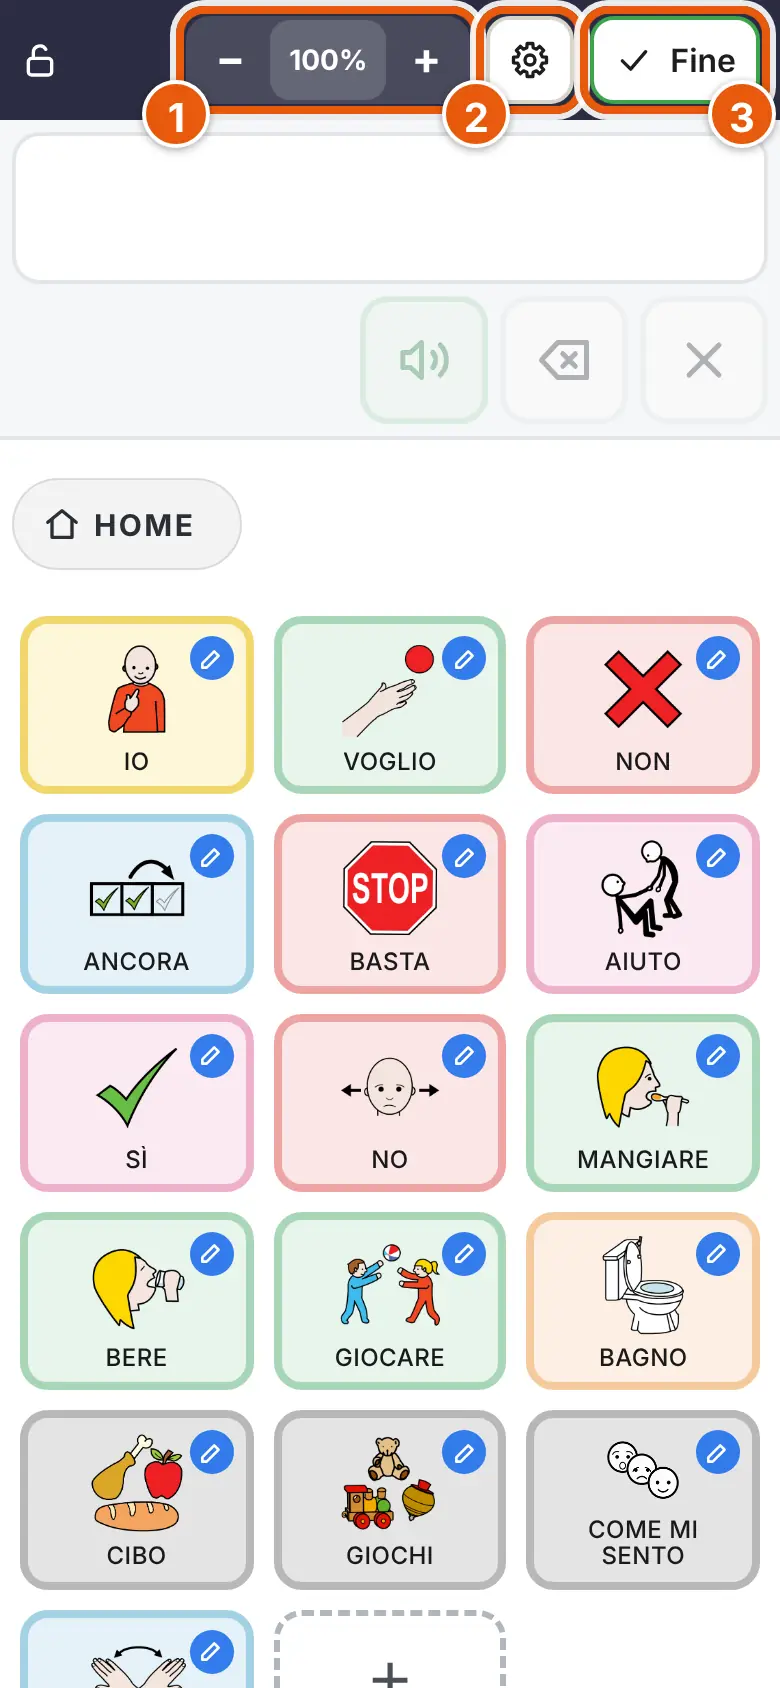 100%
Fine
1
2
3
HOME
IO
VOGLIO
NON
ANCORA
STOP
BASTA
AIUTO
SÌ
NO
MANGIARE
BERE
GIOCARE
BAGNO
CIBO
GIOCHI
COME MI
SENTO